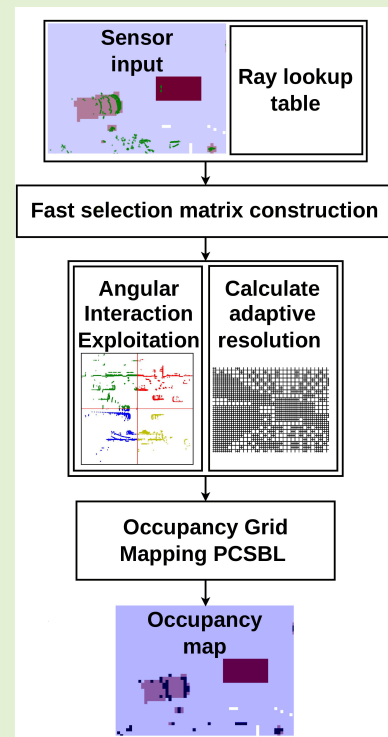 Sensor
input
Ray lookup
table
Fast selection matrix construction
Angular
Interaction
Exploitation
Calculate
adaptive
resolution
Occupancy Grid
Mapping PCSBL
Occupancy
map